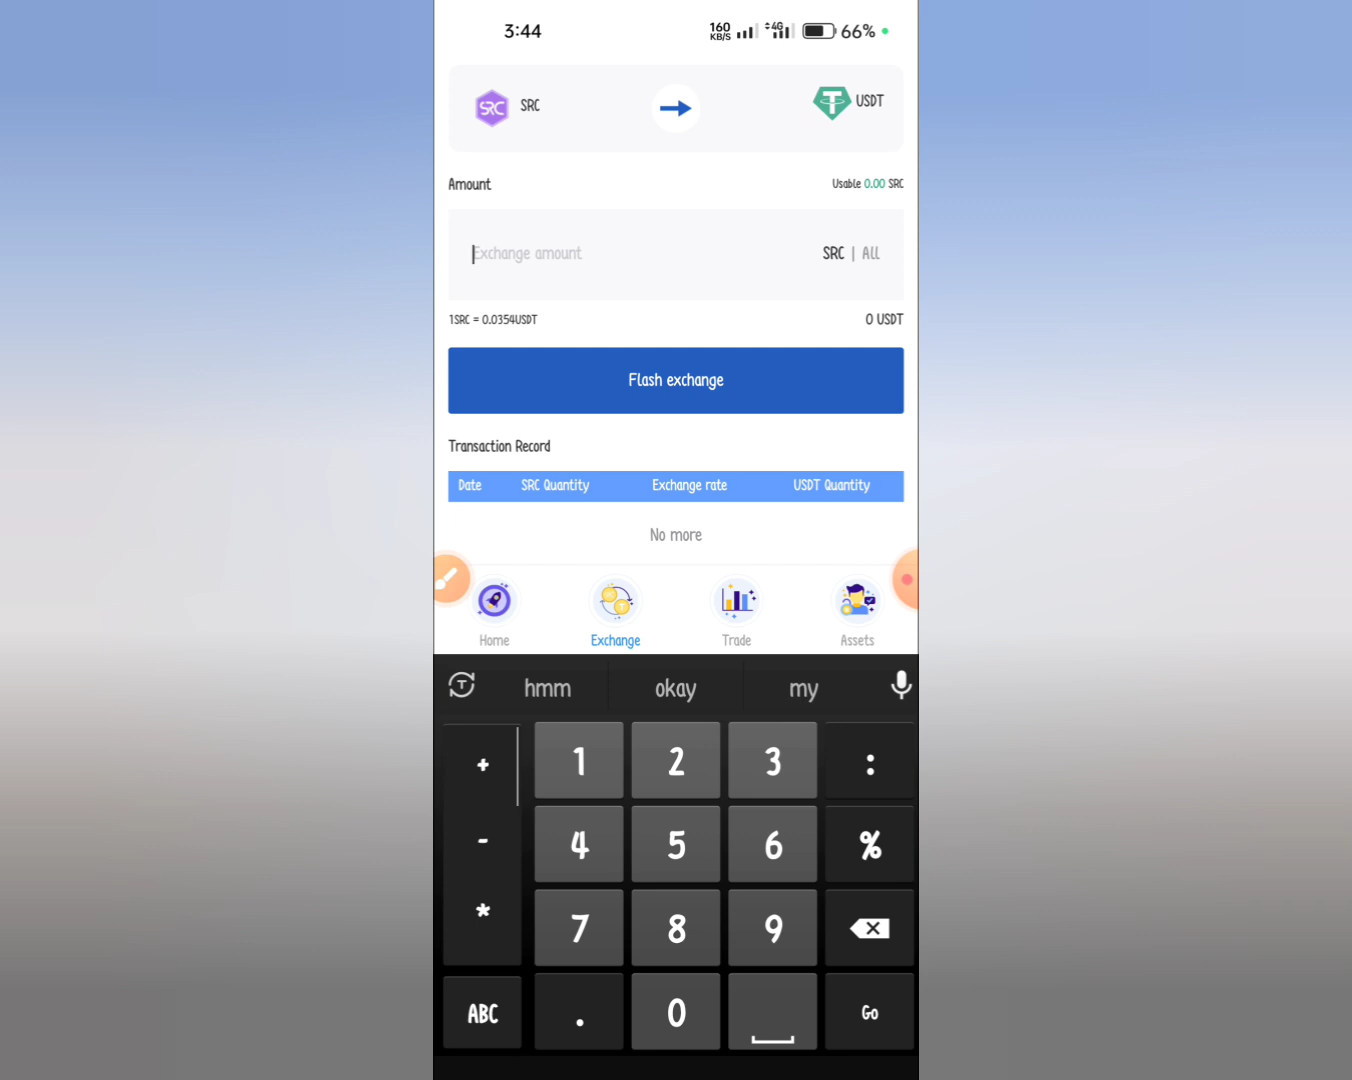 3:44 160 KB/S 4G 66%
SRC SRC USDT
Amount Usable 0.00 SRC
Exchange amount SRC | All
1SRC = 0.0354USDT 0 USDT
Flash exchange
Transaction Record
Date SRC Quantity Exchange rate USDT Quantity
No more
Home Exchange Trade Assets
hmm okay my
+ 1 2 3 :
- 4 5 6 %
* 7 8 9
ABC . 0 Go